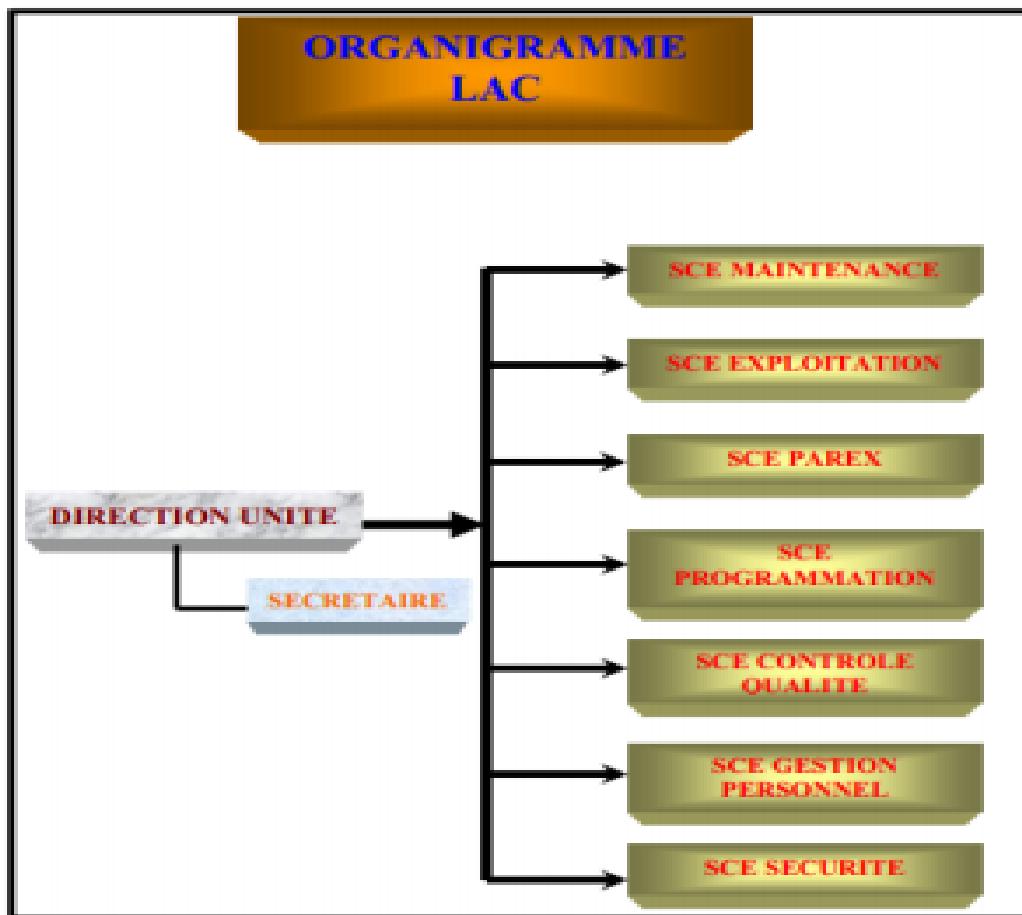 ORGANIGRAMME
LAC
SCE MAINTENANCE
SCE EXPLOITATION
SCE PAREX
DIRECTION UNITE
SECRETAIRE
SCE
PROGRAMMATION
SCE CONTRÔLE
QUALITE
SCE GESTION
PERSONNEL
SCE SECURITE